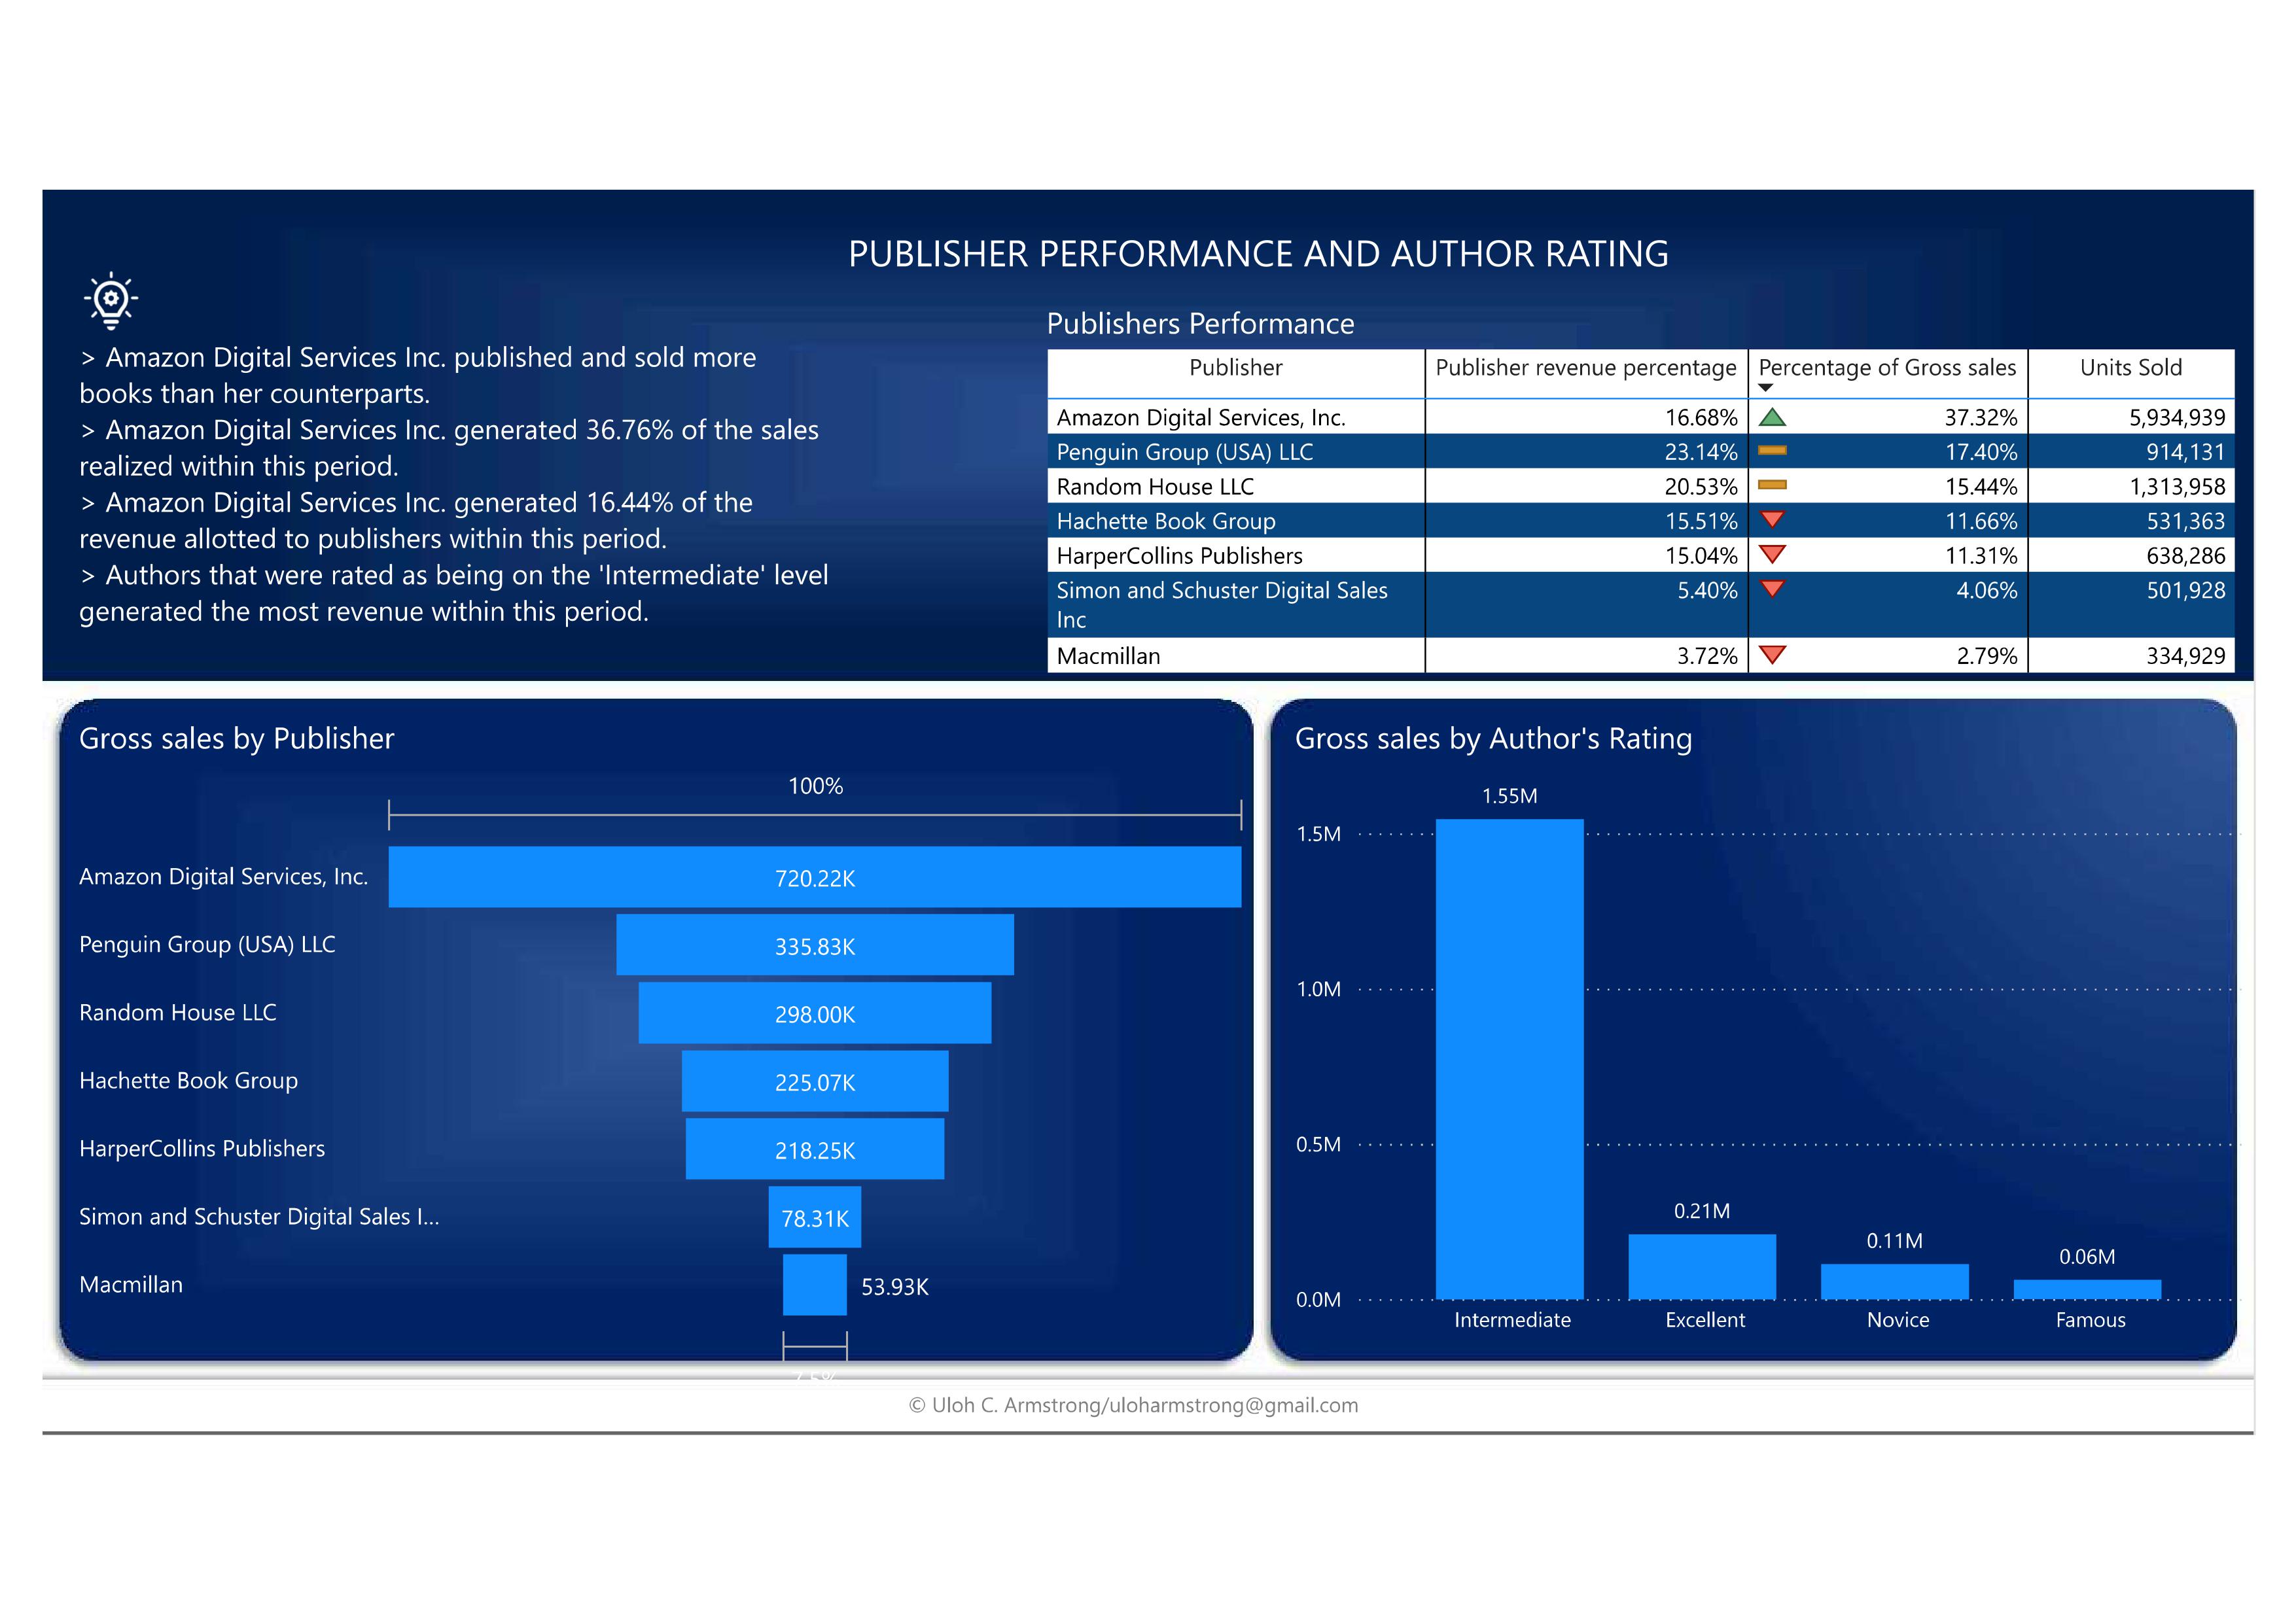 PUBLISHER PERFORMANCE AND AUTHOR RATING
> Amazon Digital Services Inc. published and sold more
books than her counterparts.
> Amazon Digital Services Inc. generated 36.76% of the sales
realized within this period.
> Amazon Digital Services Inc. generated 16.44% of the
revenue allotted to publishers within this period.
> Authors that were rated as being on the 'Intermediate' level
generated the most revenue within this period.
Publishers Performance
Publisher Publisher revenue percentage Percentage of Gross sales Units Sold
Amazon Digital Services, Inc. 16.68% 37.32% 5,934,939
Penguin Group (USA) LLC 23.14% 17.40% 914,131
Random House LLC 20.53% 15.44% 1,313,958
Hachette Book Group 15.51% 11.66% 531,363
HarperCollins Publishers 15.04% 11.31% 638,286
Simon and Schuster Digital Sales 5.40% 4.06% 501,928
Inc
Macmillan 3.72% 2.79% 334,929
Gross sales by Publisher
100%
Amazon Digital Services, Inc. 720.22K
Penguin Group (USA) LLC 335.83K
Random House LLC 298.00K
Hachette Book Group 225.07K
HarperCollins Publishers 218.25K
Simon and Schuster Digital Sales I... 78.31K
Macmillan 53.93K
Gross sales by Author's Rating
1.55M
1.5M
1.0M
0.5M
0.21M
0.11M
0.06M
0.0M
Intermediate Excellent Novice Famous
© Uloh C. Armstrong/uloharmstrong@gmail.com